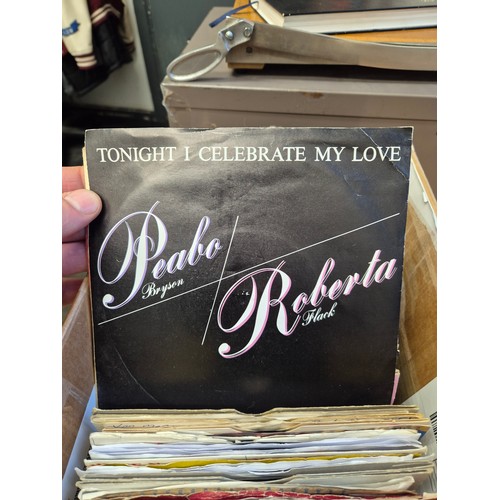 TONIGHT I CELEBRATE MY LOVE
Peabo
Bryson
Roberta
Flack